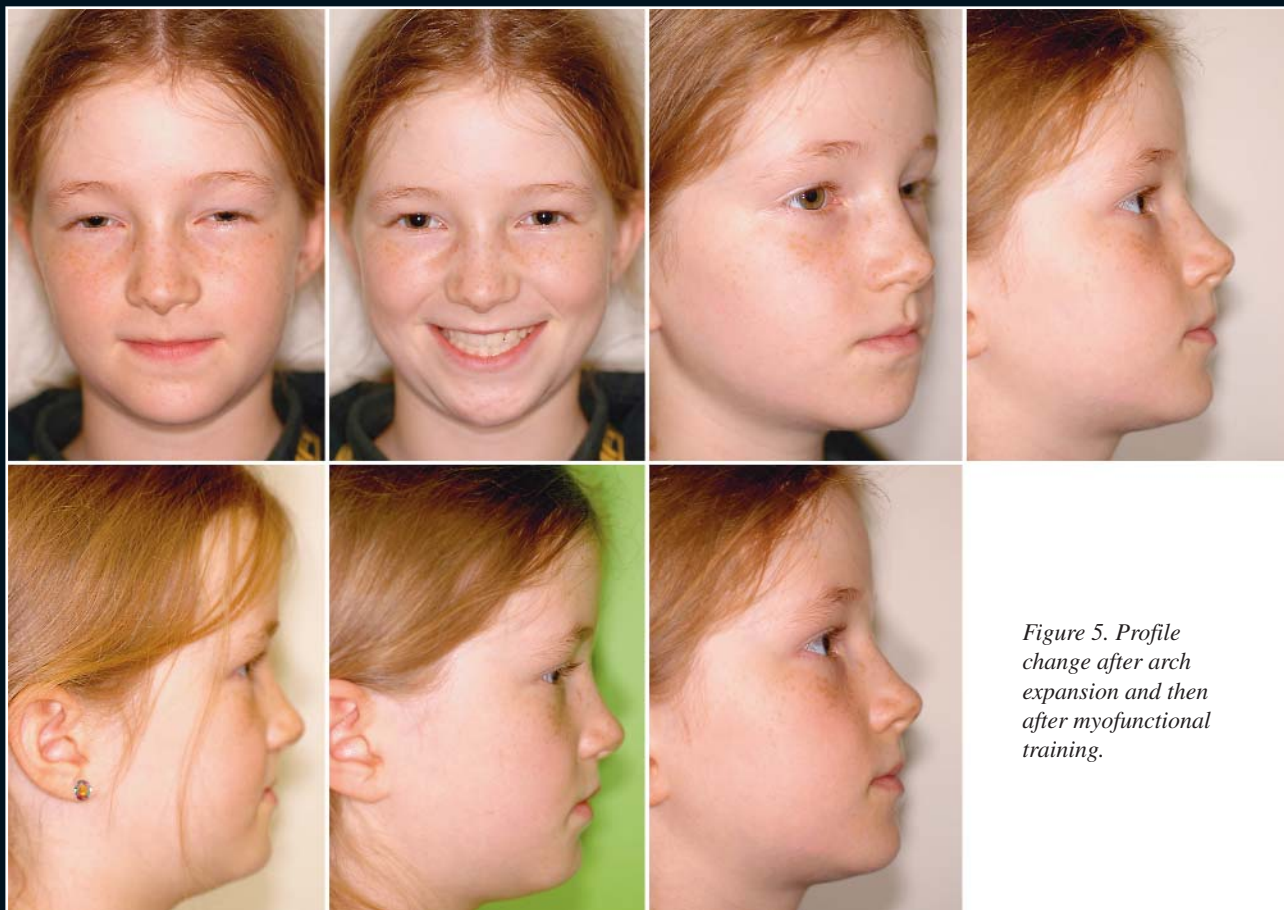 Figure 5. Profile
change after arch
expansion and then
after myofunctional
training.